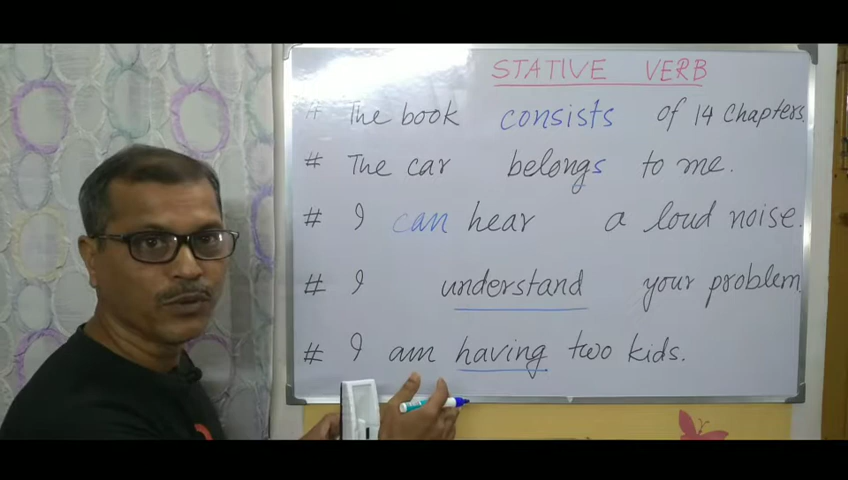 STATIVE VERB
# The book consists of 14 Chapters.
# The car belongs to me.
# I can hear a loud noise.
# I understand your problem
# I am having two kids.